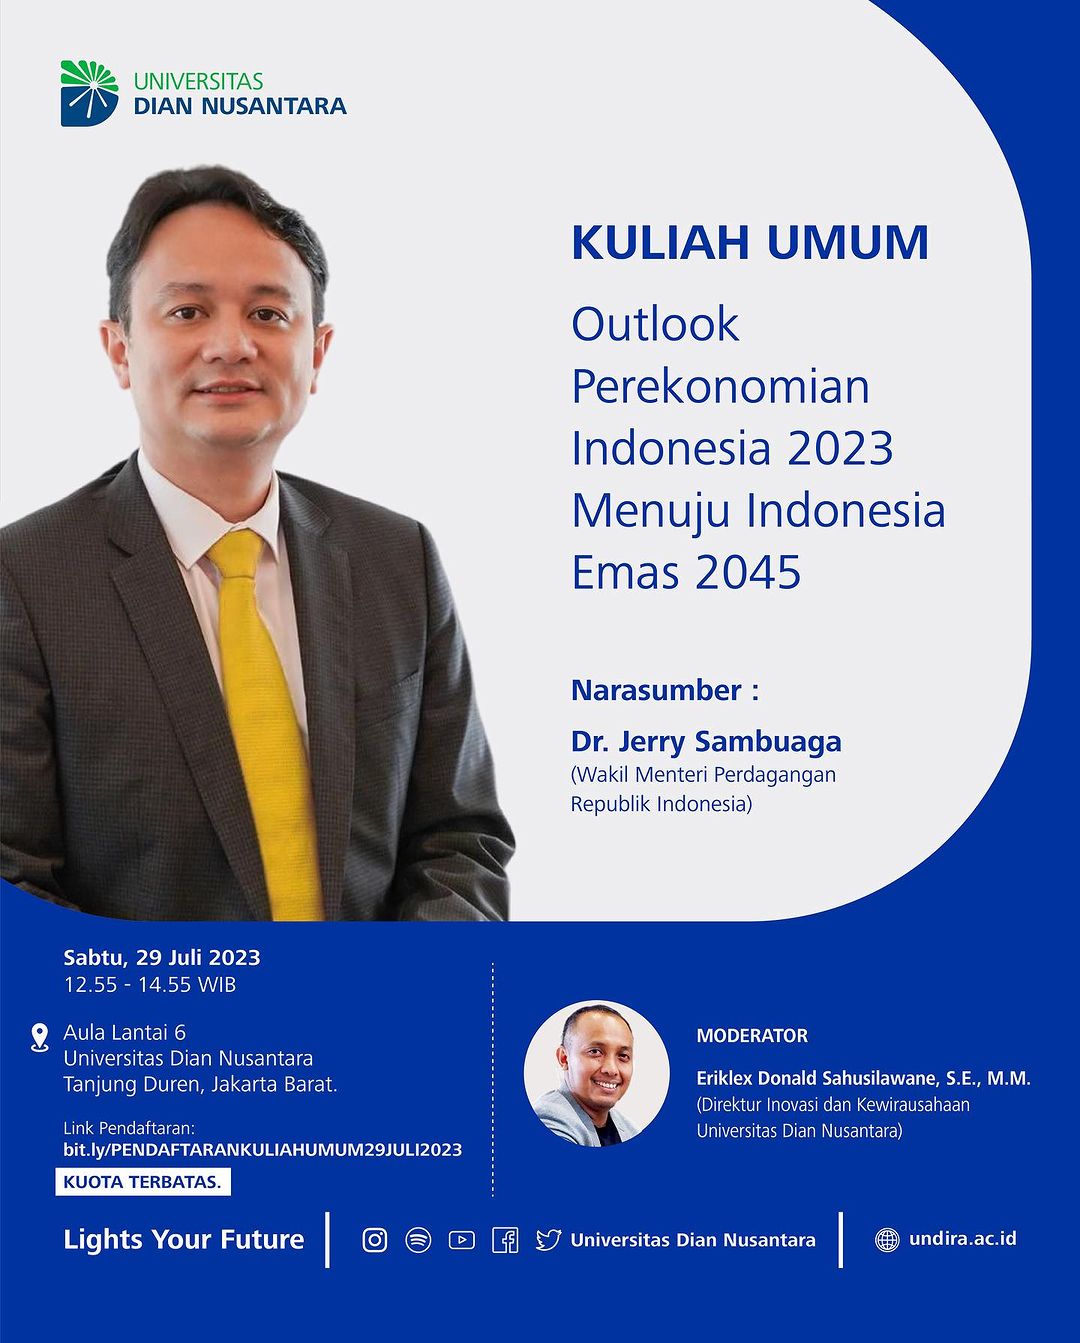 UNIVERSITAS
DIAN NUSANTARA
KULIAH UMUM
Outlook
Perekonomian
Indonesia 2023
Menuju Indonesia
Emas 2045
Narasumber :
Dr. Jerry Sambuaga
(Wakil Menteri Perdagangan
Republik Indonesia)
Sabtu, 29 Juli 2023
12.55 - 14.55 WIB
Aula Lantai 6
Universitas Dian Nusantara
Tanjung Duren, Jakarta Barat.
Link Pendaftaran:
bit.ly/PENDAFTARANKULIAHUMUM29JULI2023
KUOTA TERBATAS.
MODERATOR
Eriklex Donald Sahusilawane, S.E., M.M.
(Direktur Inovasi dan Kewirausahaan
Universitas Dian Nusantara)
Lights Your Future
Universitas Dian Nusantara
undira.ac.id